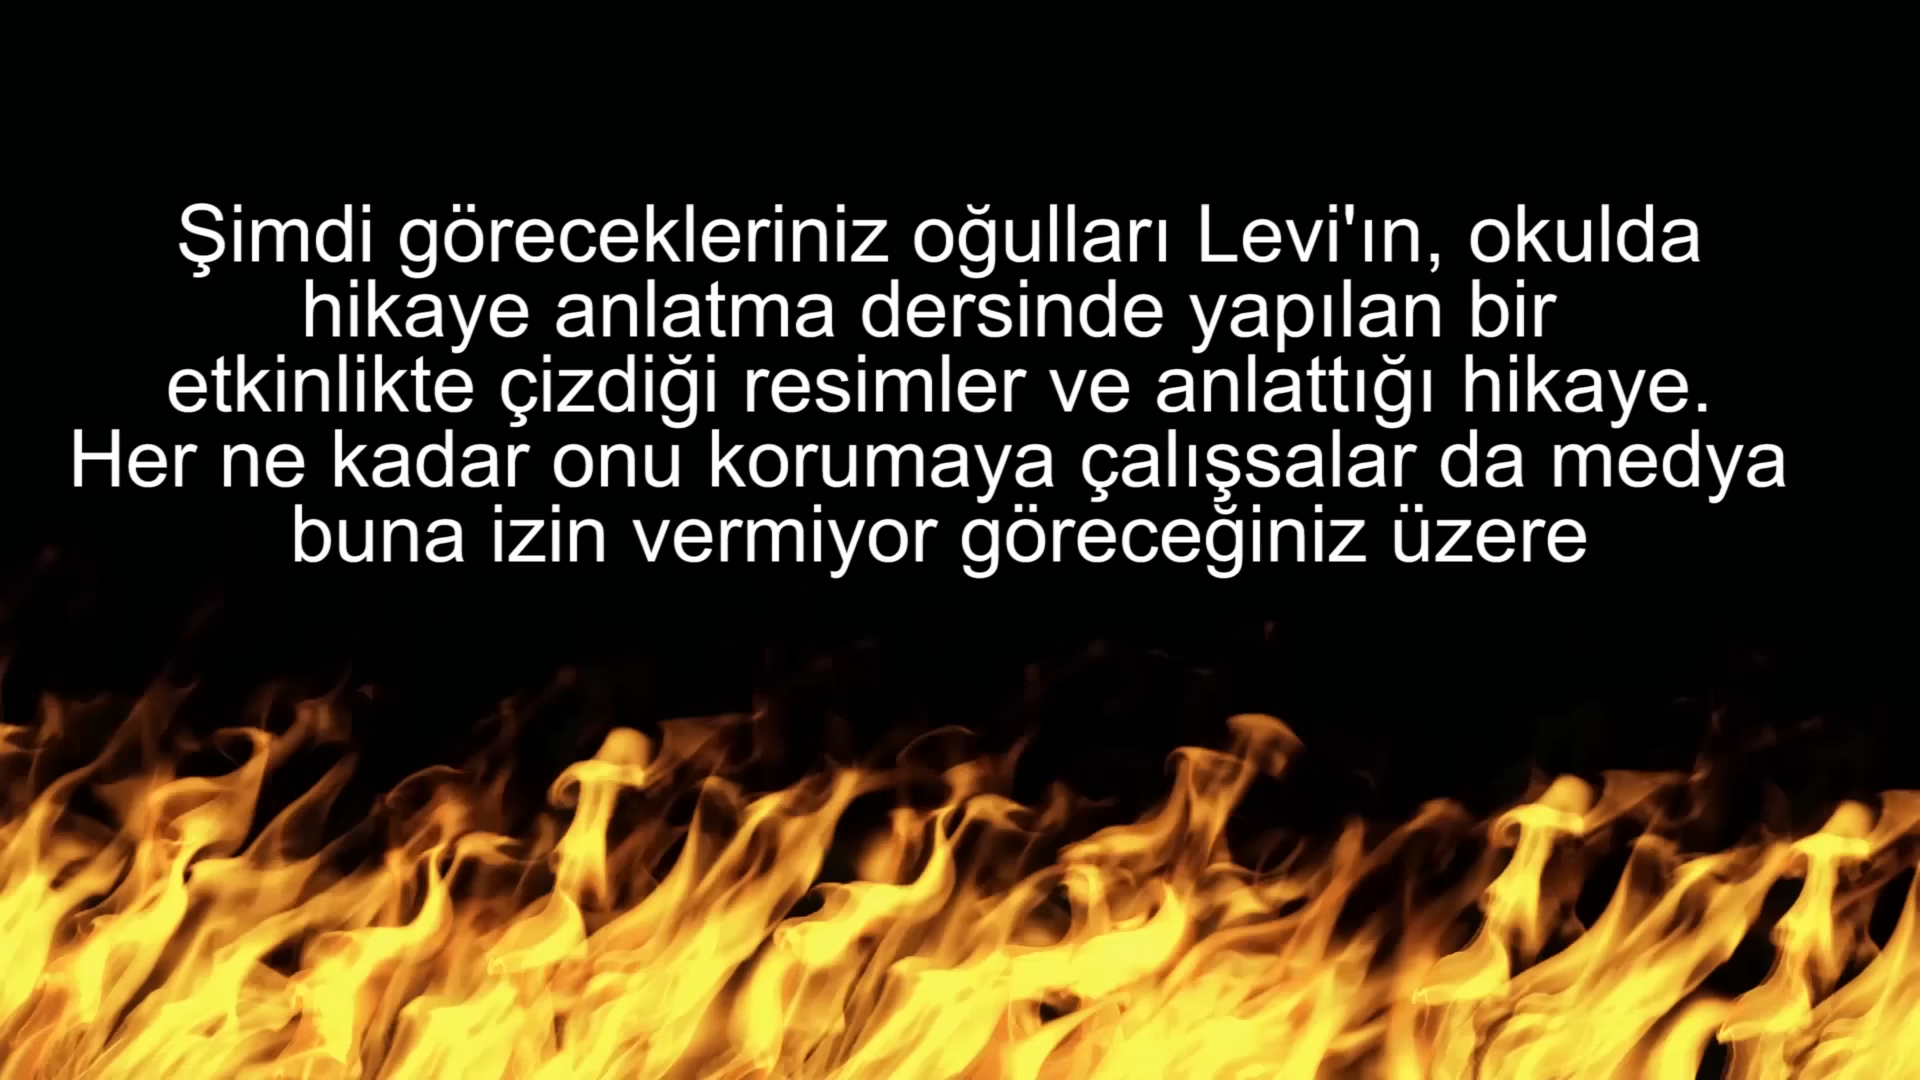 Şimdi görecekleriniz oğulları Levi'ın, okulda
hikaye anlatma dersinde yapılan bir
etkinlikte çizdiği resimler ve anlattığı hikaye.
Her ne kadar onu korumaya çalışsalar da medya
buna izin vermiyor göreceğiniz üzere